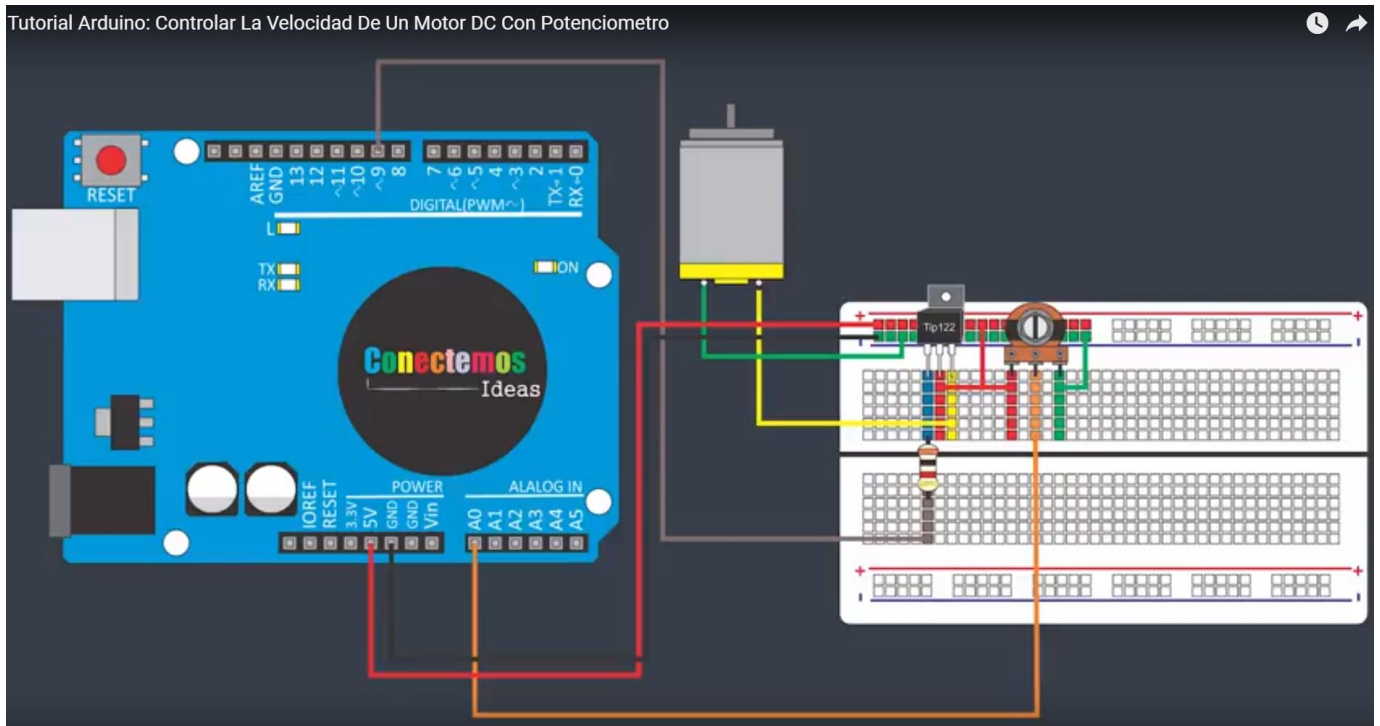 Tutorial Arduino: Controlar La Velocidad De Un Motor DC Con Potenciometro
RESET
AREF
GND
13
12
~11
~10
~9
8
7
~6
~5
4
~3
2
TX→1
RX←0
DIGITAL(PWM~)
L
TX
RX
ON
Conectemos
Ideas
POWER
ALALOG IN
IOREF
RESET
3.3V
5V
GND
GND
Vin
A0
A1
A2
A3
A4
A5
+
Tip122
+
+
+